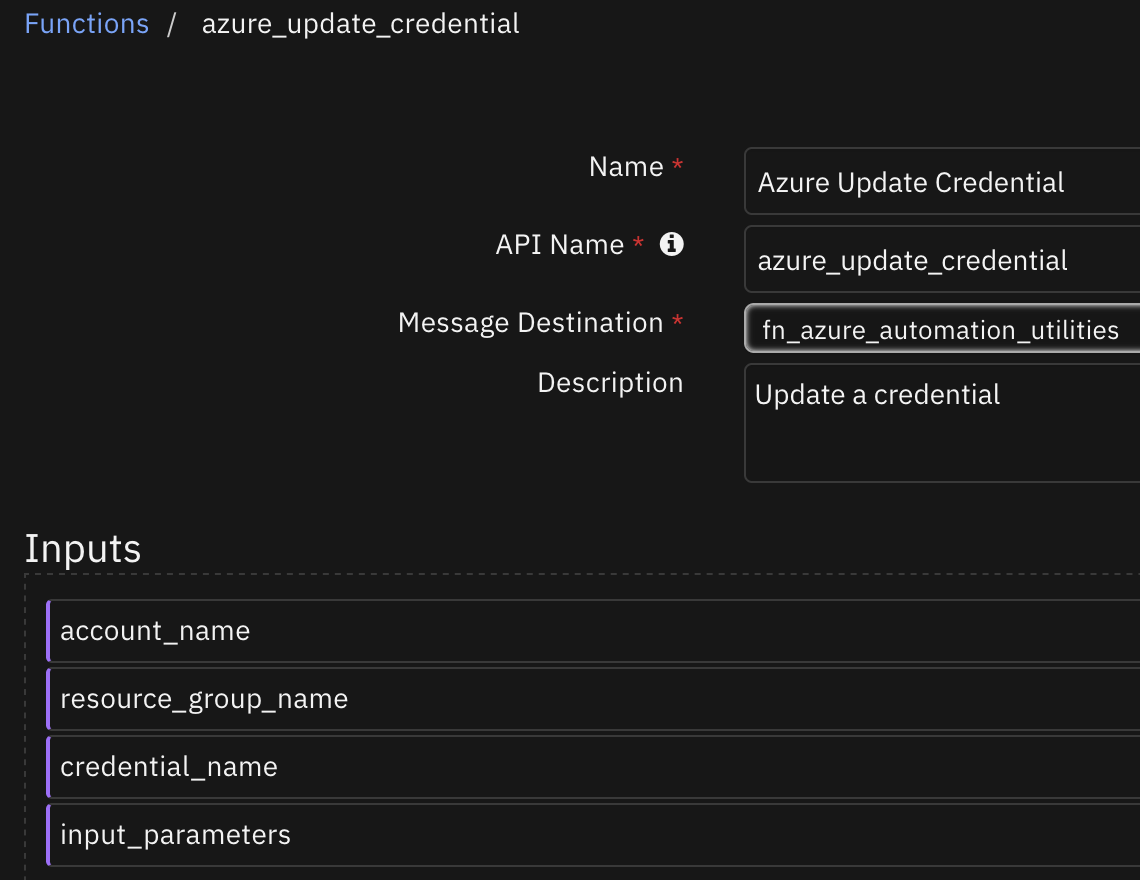 Functions / azure_update_credential
Name * Azure Update Credential
API Name * azure_update_credential
Message Destination * fn_azure_automation_utilities
Description Update a credential
Inputs
account_name
resource_group_name
credential_name
input_parameters